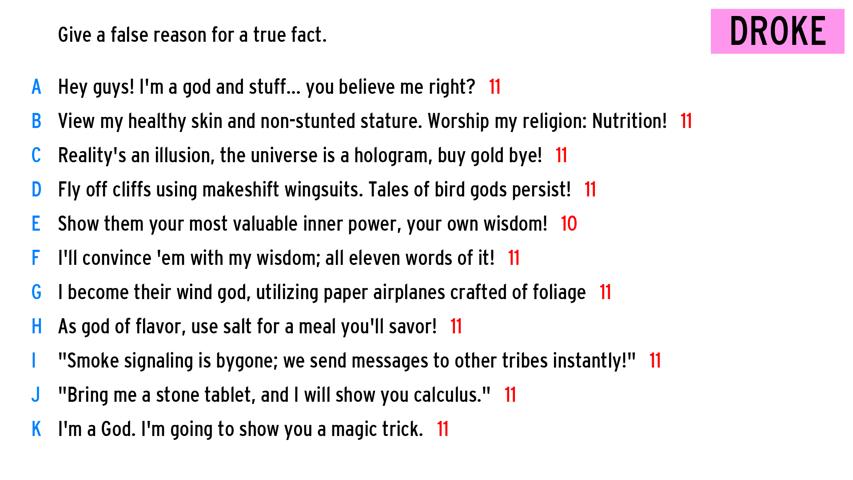 Give a false reason for a true fact.
DROKE
A Hey guys! I'm a god and stuff... you believe me right? 11
B View my healthy skin and non-stunted stature. Worship my religion: Nutrition! 11
C Reality's an illusion, the universe is a hologram, buy gold bye! 11
D Fly off cliffs using makeshift wingsuits. Tales of bird gods persist! 11
E Show them your most valuable inner power, your own wisdom! 10
F I'll convince 'em with my wisdom; all eleven words of it! 11
G I become their wind god, utilizing paper airplanes crafted of foliage 11
H As god of flavor, use salt for a meal you'll savor! 11
I "Smoke signaling is bygone; we send messages to other tribes instantly!" 11
J "Bring me a stone tablet, and I will show you calculus." 11
K I'm a God. I'm going to show you a magic trick. 11